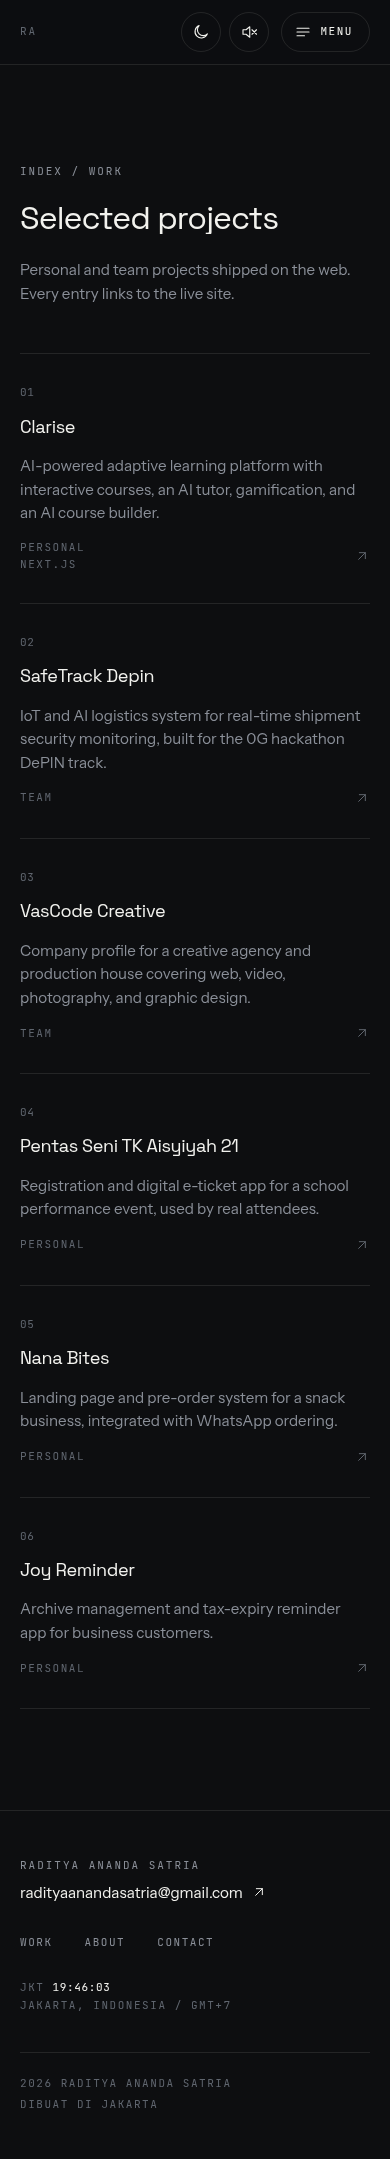 RA
MENU
INDEX / WORK
Selected projects
Personal and team projects shipped on the web.
Every entry links to the live site.
01
Clarise
AI-powered adaptive learning platform with
interactive courses, an AI tutor, gamification, and
an AI course builder.
PERSONAL
NEXT.JS
02
SafeTrack Depin
IoT and AI logistics system for real-time shipment
security monitoring, built for the 0G hackathon
DePIN track.
TEAM
03
VasCode Creative
Company profile for a creative agency and
production house covering web, video,
photography, and graphic design.
TEAM
04
Pentas Seni TK Aisyiyah 21
Registration and digital e-ticket app for a school
performance event, used by real attendees.
PERSONAL
05
Nana Bites
Landing page and pre-order system for a snack
business, integrated with WhatsApp ordering.
PERSONAL
06
Joy Reminder
Archive management and tax-expiry reminder
app for business customers.
PERSONAL
RADITYA ANANDA SATRIA
radityaanandasatria@gmail.com
WORK ABOUT CONTACT
JKT 19:46:03
JAKARTA, INDONESIA / GMT+7
2026 RADITYA ANANDA SATRIA
DIBUAT DI JAKARTA